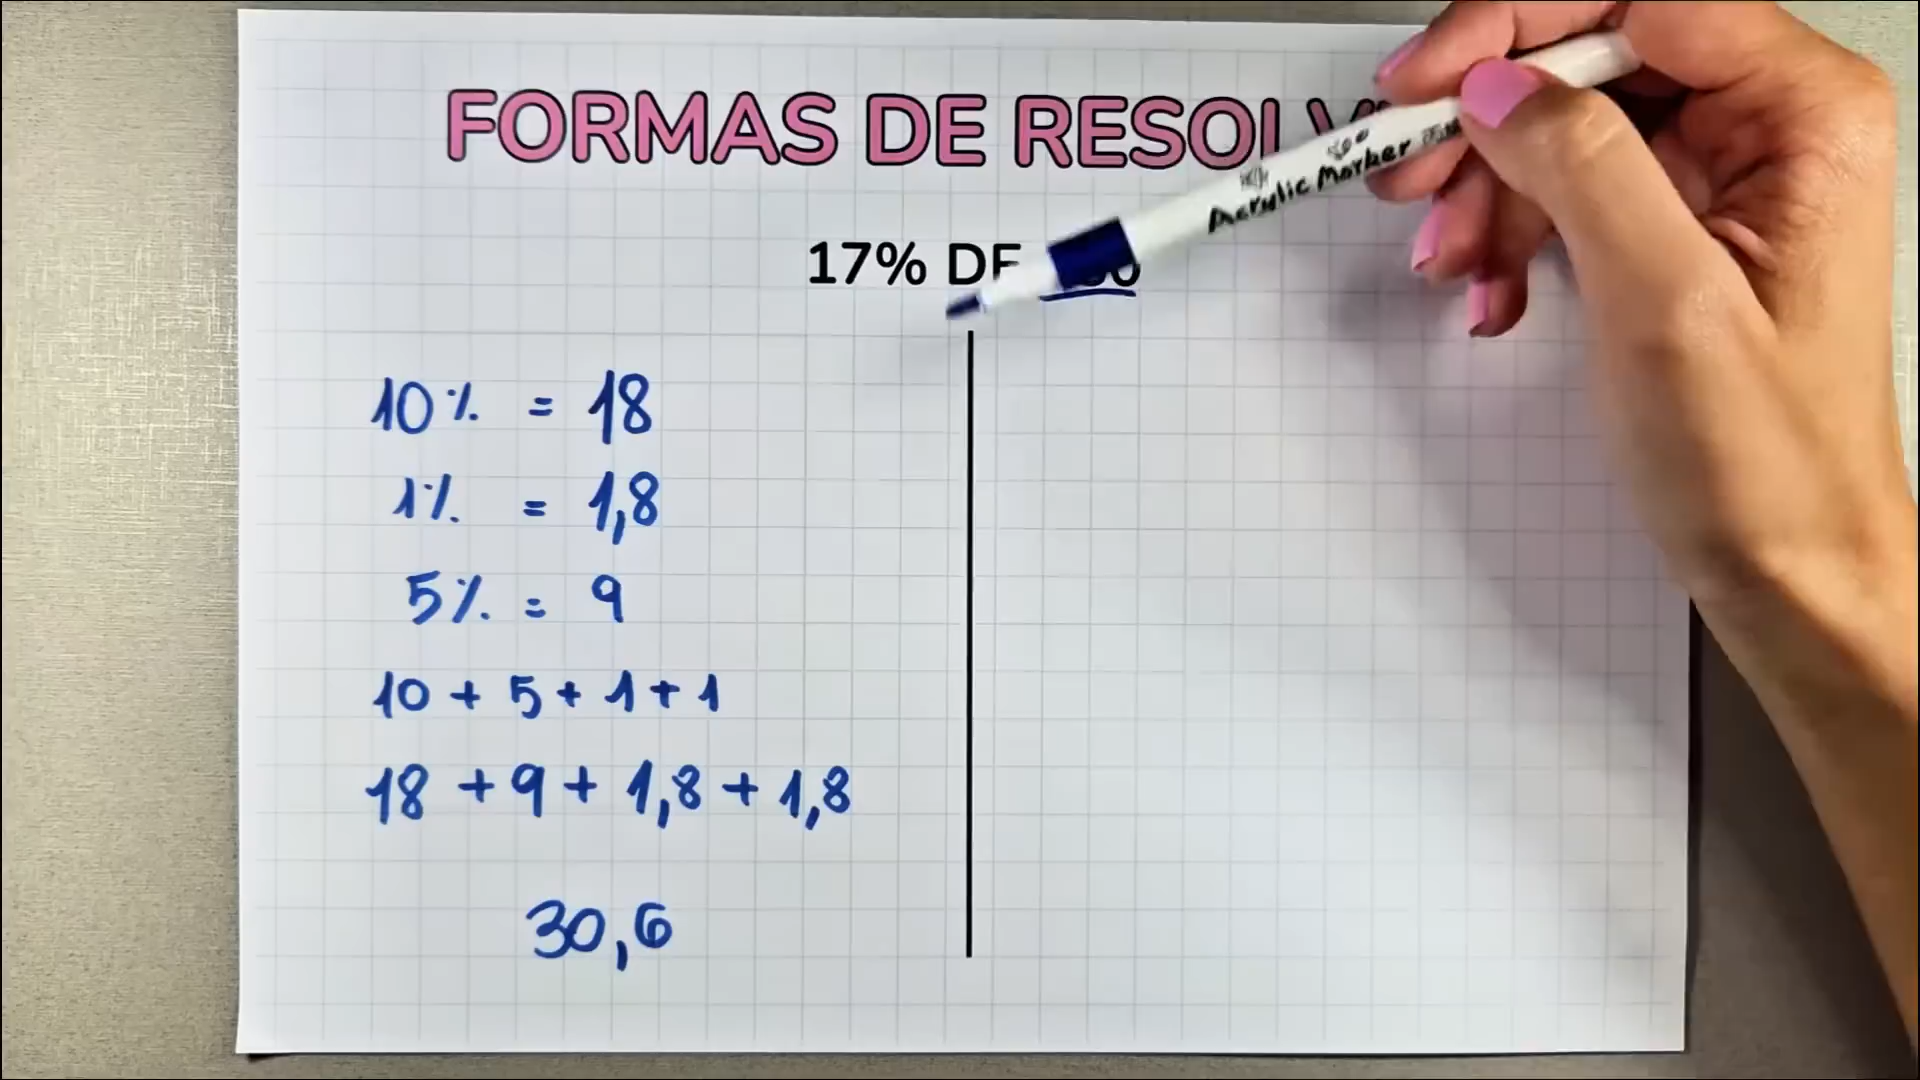 FORMAS DE
17% DE
Acrylic Marker
10% = 18
1% = 1,8
5% = 9
10 + 5 + 1 + 1
18 + 9 + 1,8 + 1,8
30,6